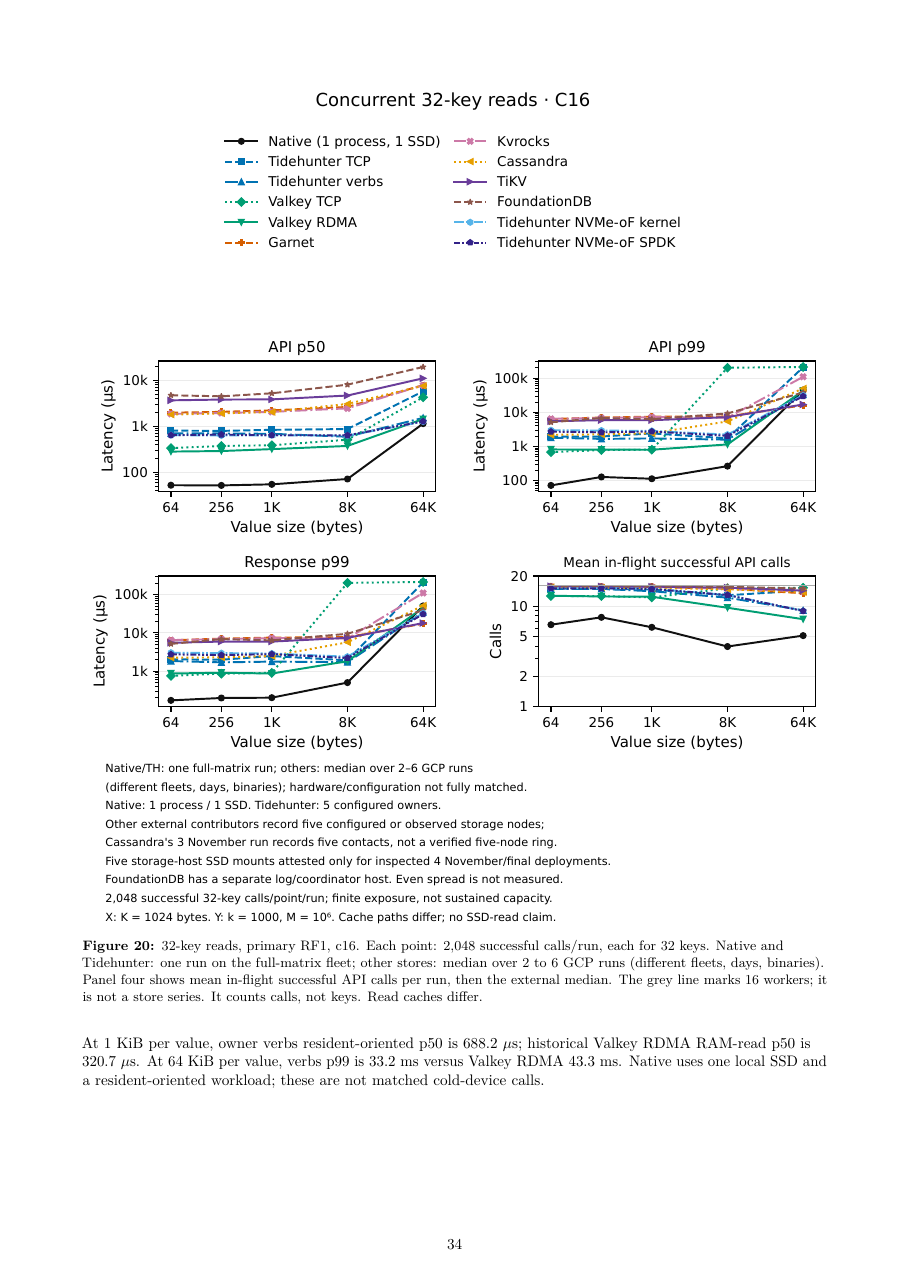 Concurrent 32-key reads · C16
Native (1 process, 1 SSD)
Tidehunter TCP
Tidehunter verbs
Valkey TCP
Valkey RDMA
Garnet
Kvrocks
Cassandra
TiKV
FoundationDB
Tidehunter NVMe-oF kernel
Tidehunter NVMe-oF SPDK
API p50
Latency (µs)
10k
1k
100
64 256 1K 8K 64K
Value size (bytes)
API p99
Latency (µs)
100k
10k
1k
100
64 256 1K 8K 64K
Value size (bytes)
Response p99
Latency (µs)
100k
10k
1k
64 256 1K 8K 64K
Value size (bytes)
Mean in-flight successful API calls
Calls
20
10
5
2
1
64 256 1K 8K 64K
Value size (bytes)
Native/TH: one full-matrix run; others: median over 2–6 GCP runs
(different fleets, days, binaries); hardware/configuration not fully matched.
Native: 1 process / 1 SSD. Tidehunter: 5 configured owners.
Other external contributors record five configured or observed storage nodes;
Cassandra's 3 November run records five contacts, not a verified five-node ring.
Five storage-host SSD mounts attested only for inspected 4 November/final deployments.
FoundationDB has a separate log/coordinator host. Even spread is not measured.
2,048 successful 32-key calls/point/run; finite exposure, not sustained capacity.
X: K = 1024 bytes. Y: k = 1000, M = 10⁶. Cache paths differ; no SSD-read claim.
Figure 20: 32-key reads, primary RF1, c16. Each point: 2,048 successful calls/run, each for 32 keys. Native and
Tidehunter: one run on the full-matrix fleet; other stores: median over 2 to 6 GCP runs (different fleets, days, binaries).
Panel four shows mean in-flight successful API calls per run, then the external median. The grey line marks 16 workers; it
is not a store series. It counts calls, not keys. Read caches differ.
At 1 KiB per value, owner verbs resident-oriented p50 is 688.2 µs; historical Valkey RDMA RAM-read p50 is
320.7 µs. At 64 KiB per value, verbs p99 is 33.2 ms versus Valkey RDMA 43.3 ms. Native uses one local SSD and
a resident-oriented workload; these are not matched cold-device calls.
34